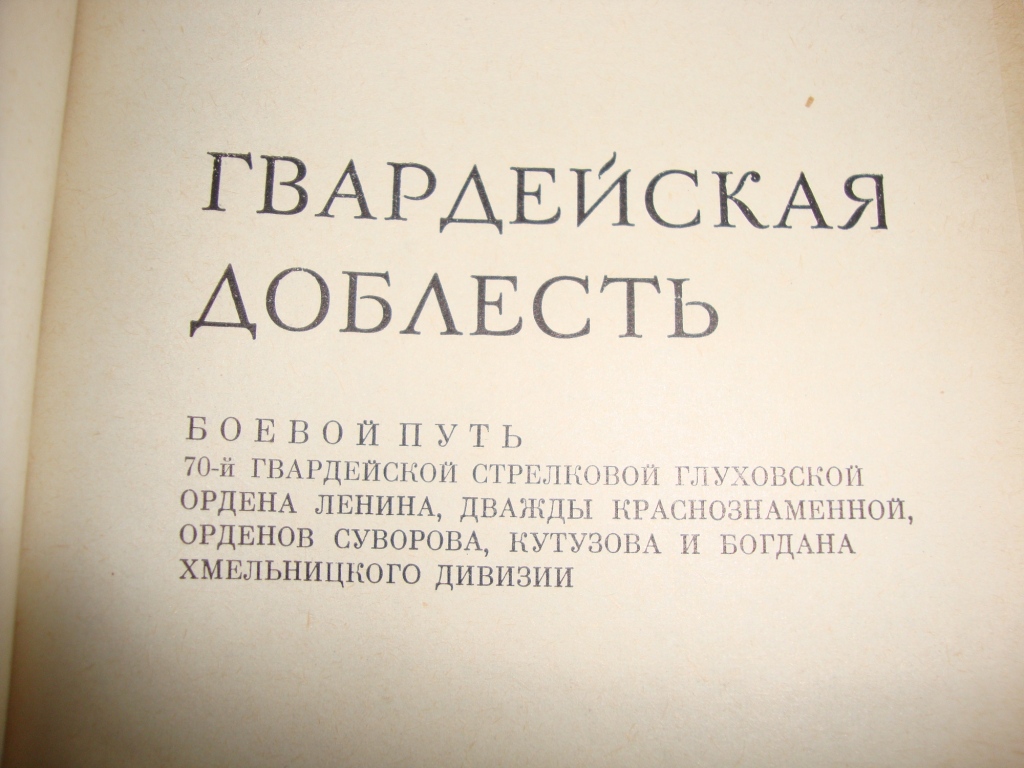 ГВАРДЕЙСКАЯ
ДОБЛЕСТЬ
БОЕВОЙ ПУТЬ
70-й ГВАРДЕЙСКОЙ СТРЕЛКОВОЙ ГЛУХОВСКОЙ
ОРДЕНА ЛЕНИНА, ДВАЖДЫ КРАСНОЗНАМЕННОЙ,
ОРДЕНОВ СУВОРОВА, КУТУЗОВА И БОГДАНА
ХМЕЛЬНИЦКОГО ДИВИЗИИ